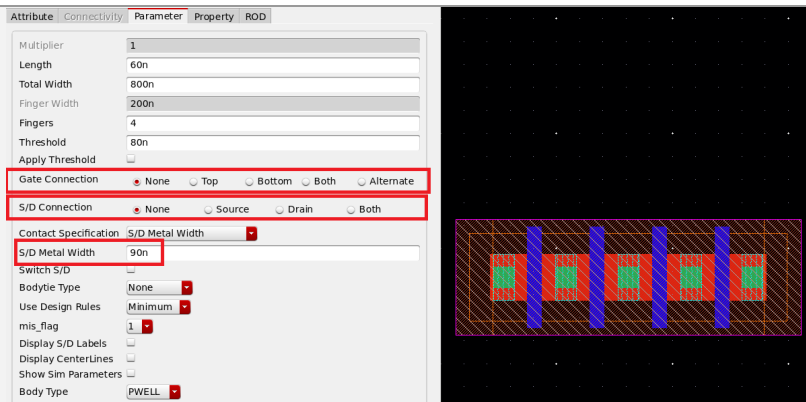 Attribute Connectivity Parameter Property ROD
Multiplier 1
Length 60n
Total Width 800n
Finger Width 200n
Fingers 4
Threshold 80n
Apply Threshold
Gate Connection None Top Bottom Both Alternate
S/D Connection None Source Drain Both
Contact Specification S/D Metal Width
S/D Metal Width 90n
Switch S/D
Bodytie Type None
Use Design Rules Minimum
mis_flag 1
Display S/D Labels
Display CenterLines
Show Sim Parameters
Body Type PWELL